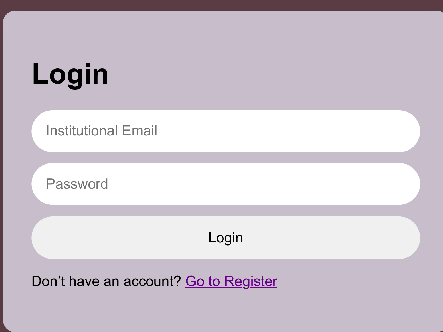 Login
Institutional Email
Password
Login
Don't have an account? Go to Register